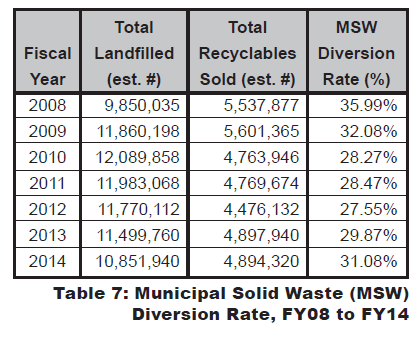 Total Total MSW
Fiscal Landfilled Recyclables Diversion
Year (est. #) Sold (est. #) Rate (%)
2008 9,850,035 5,537,877 35.99%
2009 11,860,198 5,601,365 32.08%
2010 12,089,858 4,763,946 28.27%
2011 11,983,068 4,769,674 28.47%
2012 11,770,112 4,476,132 27.55%
2013 11,499,760 4,897,940 29.87%
2014 10,851,940 4,894,320 31.08%
Table 7: Municipal Solid Waste (MSW)
Diversion Rate, FY08 to FY14